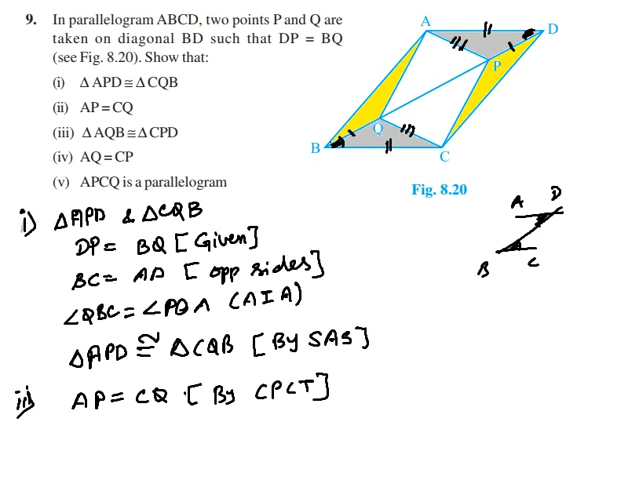 9. In parallelogram ABCD, two points P and Q are
taken on diagonal BD such that DP = BQ
(see Fig. 8.20). Show that:
(i) Δ APD ≅ Δ CQB
(ii) AP = CQ
(iii) Δ AQB ≅ Δ CPD
(iv) AQ = CP
(v) APCQ is a parallelogram
A
D
P
Q
B
C
Fig. 8.20
A D
B C
i) ΔAPD & ΔCQB
DP = BQ [Given]
BC = AD [opp sides]
∠QBC = ∠PDA (AIA)
ΔAPD ≅ ΔCQB [By SAS]
ii) AP = CQ [By CPCT]